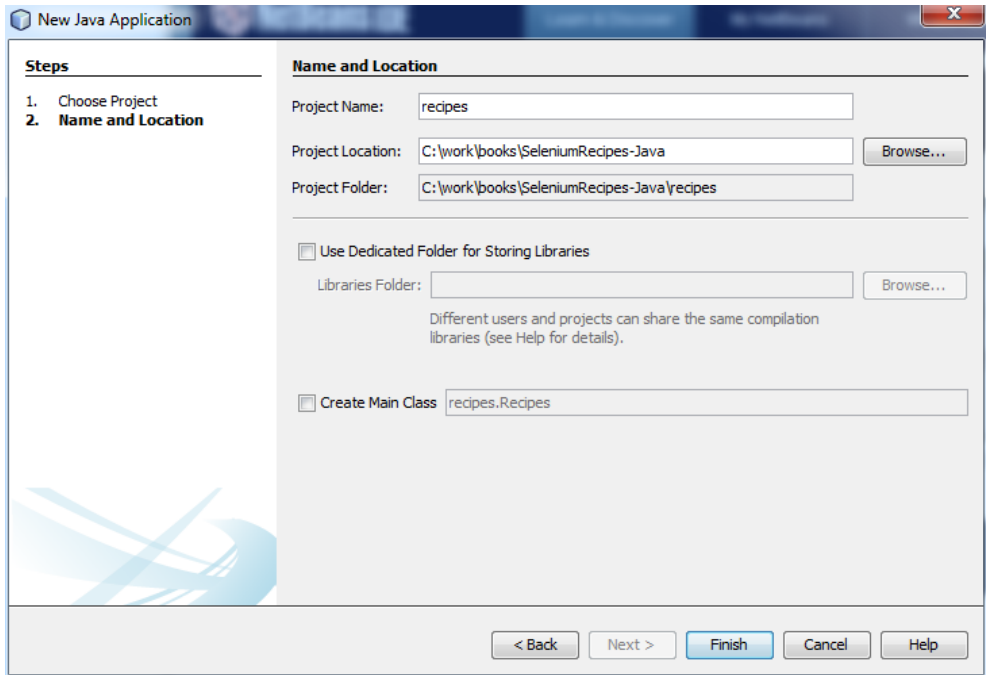 New Java Application
Steps
1. Choose Project
2. Name and Location
Name and Location
Project Name: recipes
Project Location: C:\work\books\SeleniumRecipes-Java Browse...
Project Folder: C:\work\books\SeleniumRecipes-Java\recipes
Use Dedicated Folder for Storing Libraries
Libraries Folder: Browse...
Different users and projects can share the same compilation
libraries (see Help for details).
Create Main Class recipes.Recipes
< Back Next > Finish Cancel Help